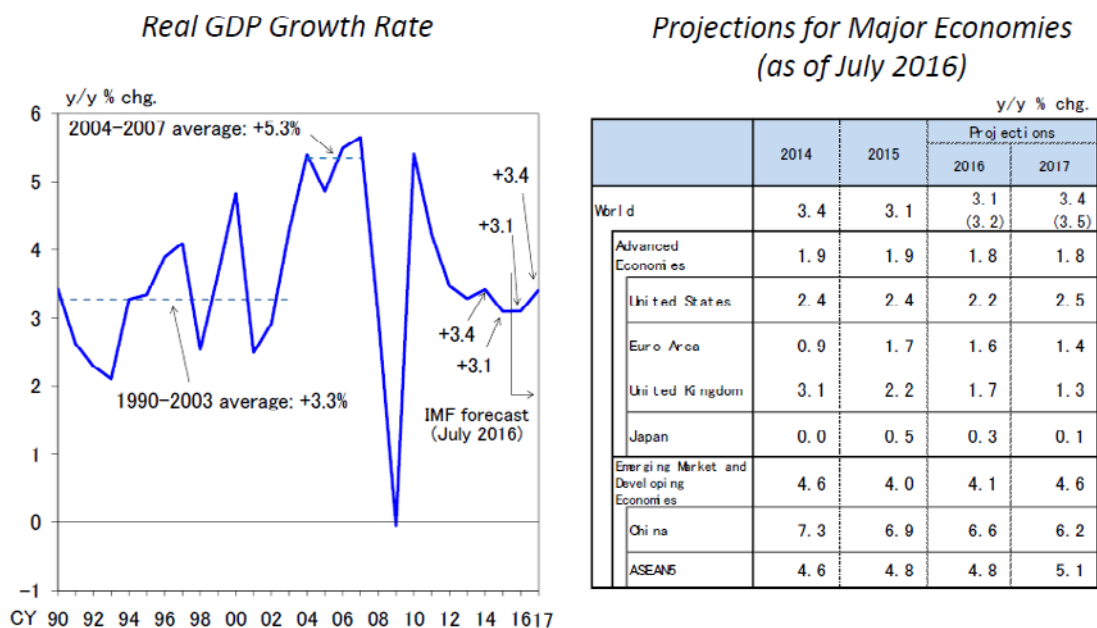 Real GDP Growth Rate
y/y % chg.
6
2004-2007 average: +5.3%
5
+3.4
4
+3.1
3
+3.4
+3.1
2
1990-2003 average: +3.3%
IMF forecast
(July 2016)
1
0
-1
CY 90 92 94 96 98 00 02 04 06 08 10 12 14 16 17
Projections for Major Economies
(as of July 2016)
y/y % chg.
Projections
2014 2015 2016 2017
World 3.4 3.1 3.1 3.4
(3.2) (3.5)
Advanced
Economies 1.9 1.9 1.8 1.8
United States 2.4 2.4 2.2 2.5
Euro Area 0.9 1.7 1.6 1.4
United Kingdom 3.1 2.2 1.7 1.3
Japan 0.0 0.5 0.3 0.1
Emerging Market and
Developing
Economies 4.6 4.0 4.1 4.6
China 7.3 6.9 6.6 6.2
ASEAN5 4.6 4.8 4.8 5.1